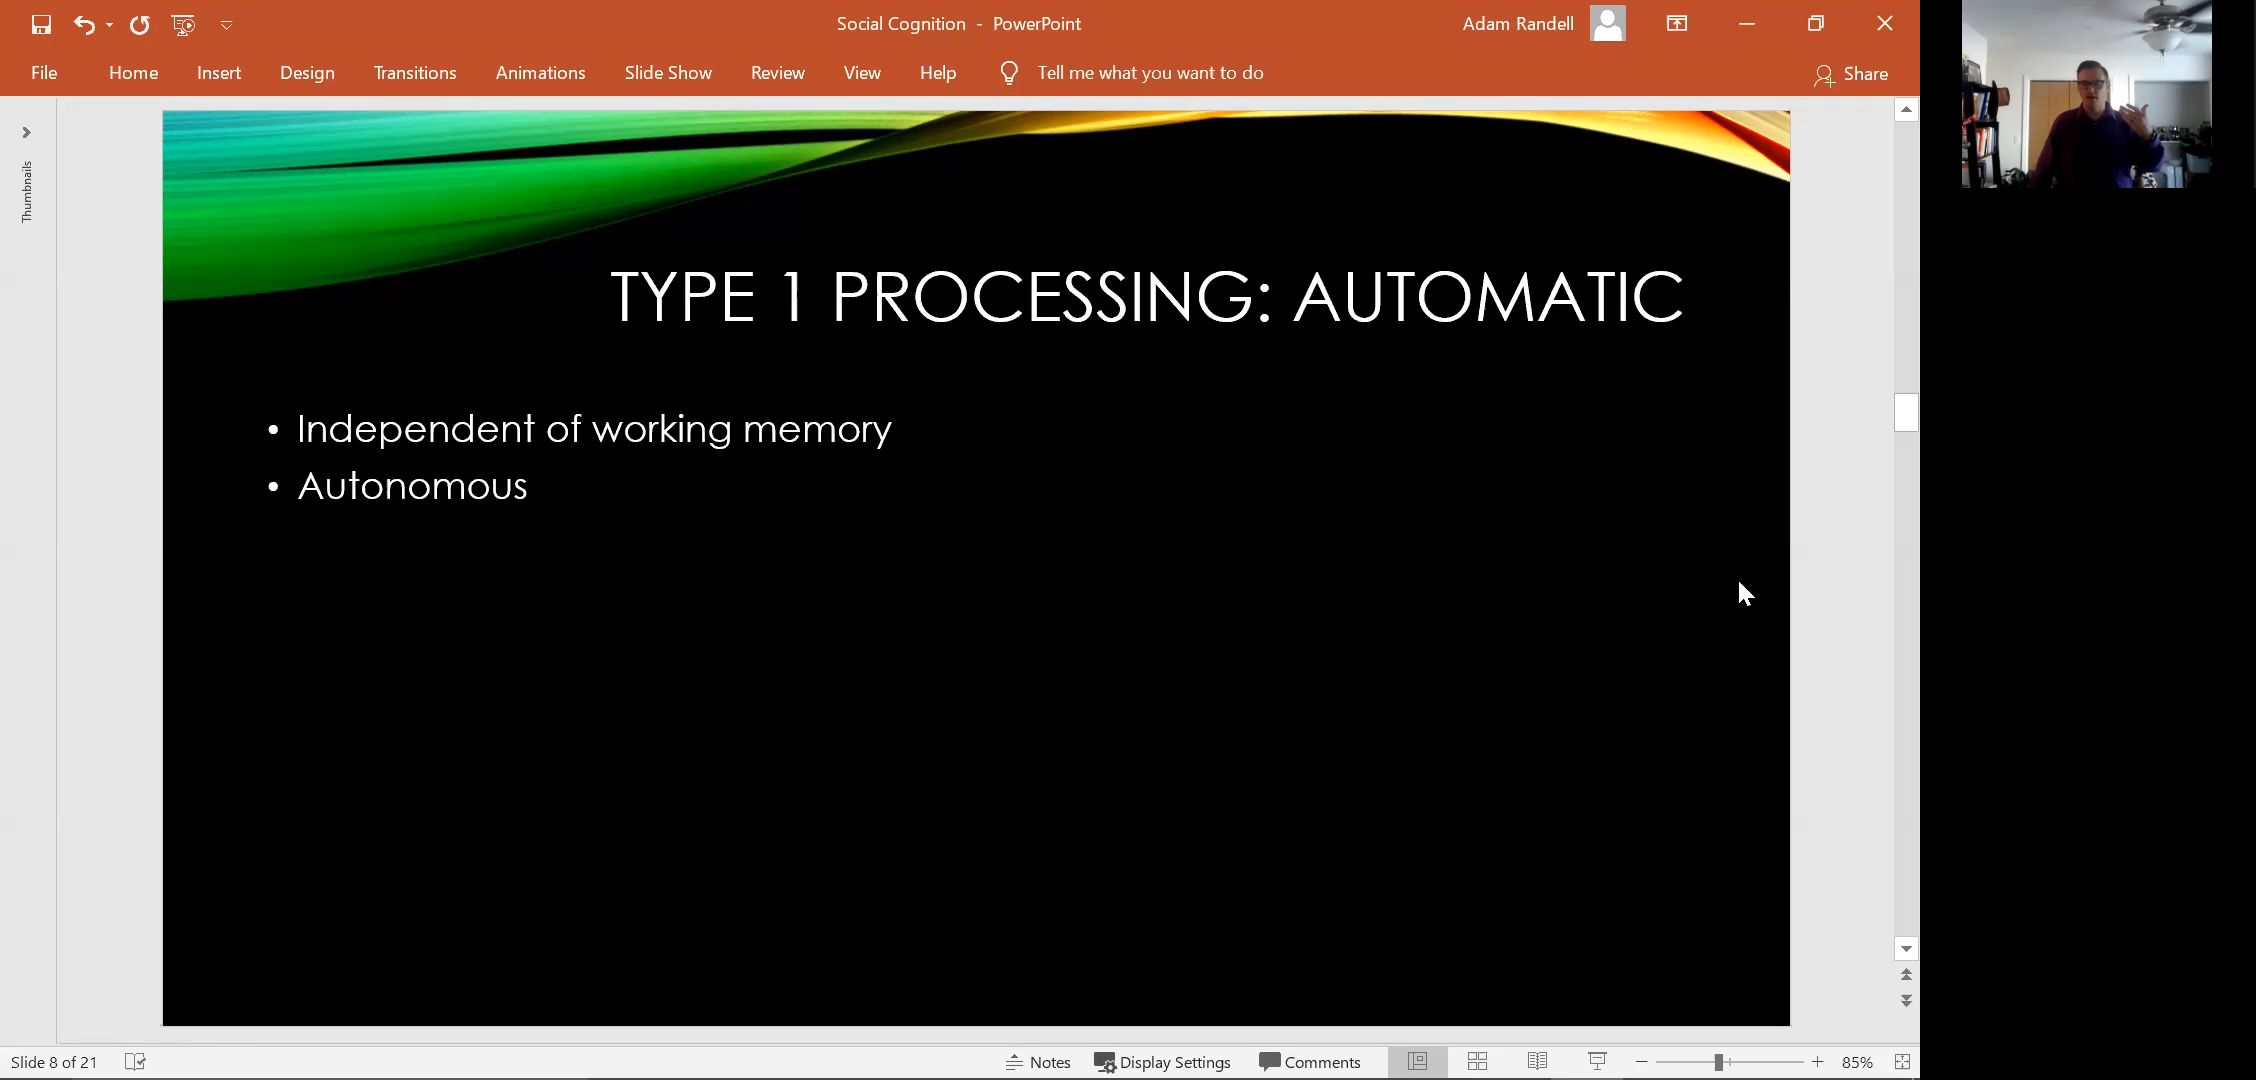 Social Cognition - PowerPoint
Adam Randell
File Home Insert Design Transitions Animations Slide Show Review View Help Tell me what you want to do Share
Thumbnails
TYPE 1 PROCESSING: AUTOMATIC
• Independent of working memory
• Autonomous
Slide 8 of 21 Notes Display Settings Comments 85%